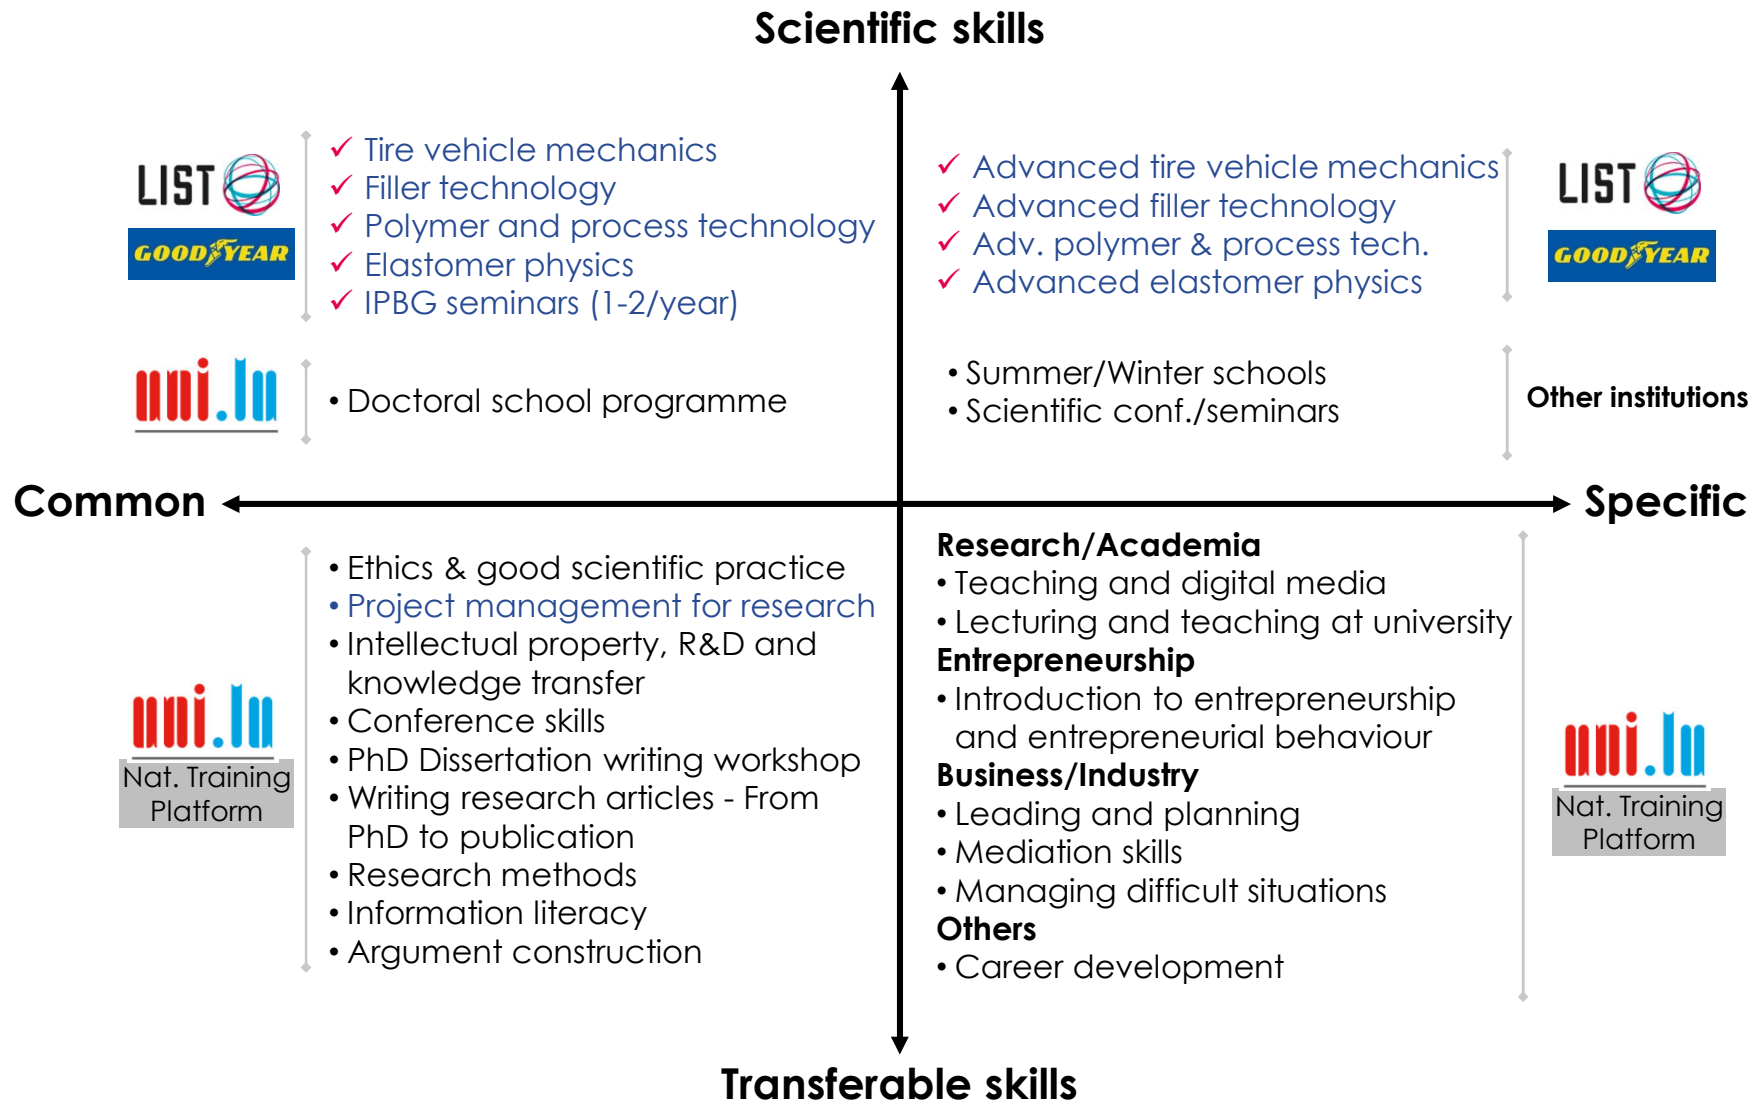 Scientific skills
LIST
GOODYEAR
✓ Tire vehicle mechanics
✓ Filler technology
✓ Polymer and process technology
✓ Elastomer physics
✓ IPBG seminars (1-2/year)
✓ Advanced tire vehicle mechanics
✓ Advanced filler technology
✓ Adv. polymer & process tech.
✓ Advanced elastomer physics
LIST
GOODYEAR
uni.lu
• Doctoral school programme
• Summer/Winter schools
• Scientific conf./seminars
Other institutions
Common
Specific
uni.lu
Nat. Training
Platform
• Ethics & good scientific practice
• Project management for research
• Intellectual property, R&D and
knowledge transfer
• Conference skills
• PhD Dissertation writing workshop
• Writing research articles - From
PhD to publication
• Research methods
• Information literacy
• Argument construction
Research/Academia
• Teaching and digital media
• Lecturing and teaching at university
Entrepreneurship
• Introduction to entrepreneurship
and entrepreneurial behaviour
Business/Industry
• Leading and planning
• Mediation skills
• Managing difficult situations
Others
• Career development
uni.lu
Nat. Training
Platform
Transferable skills